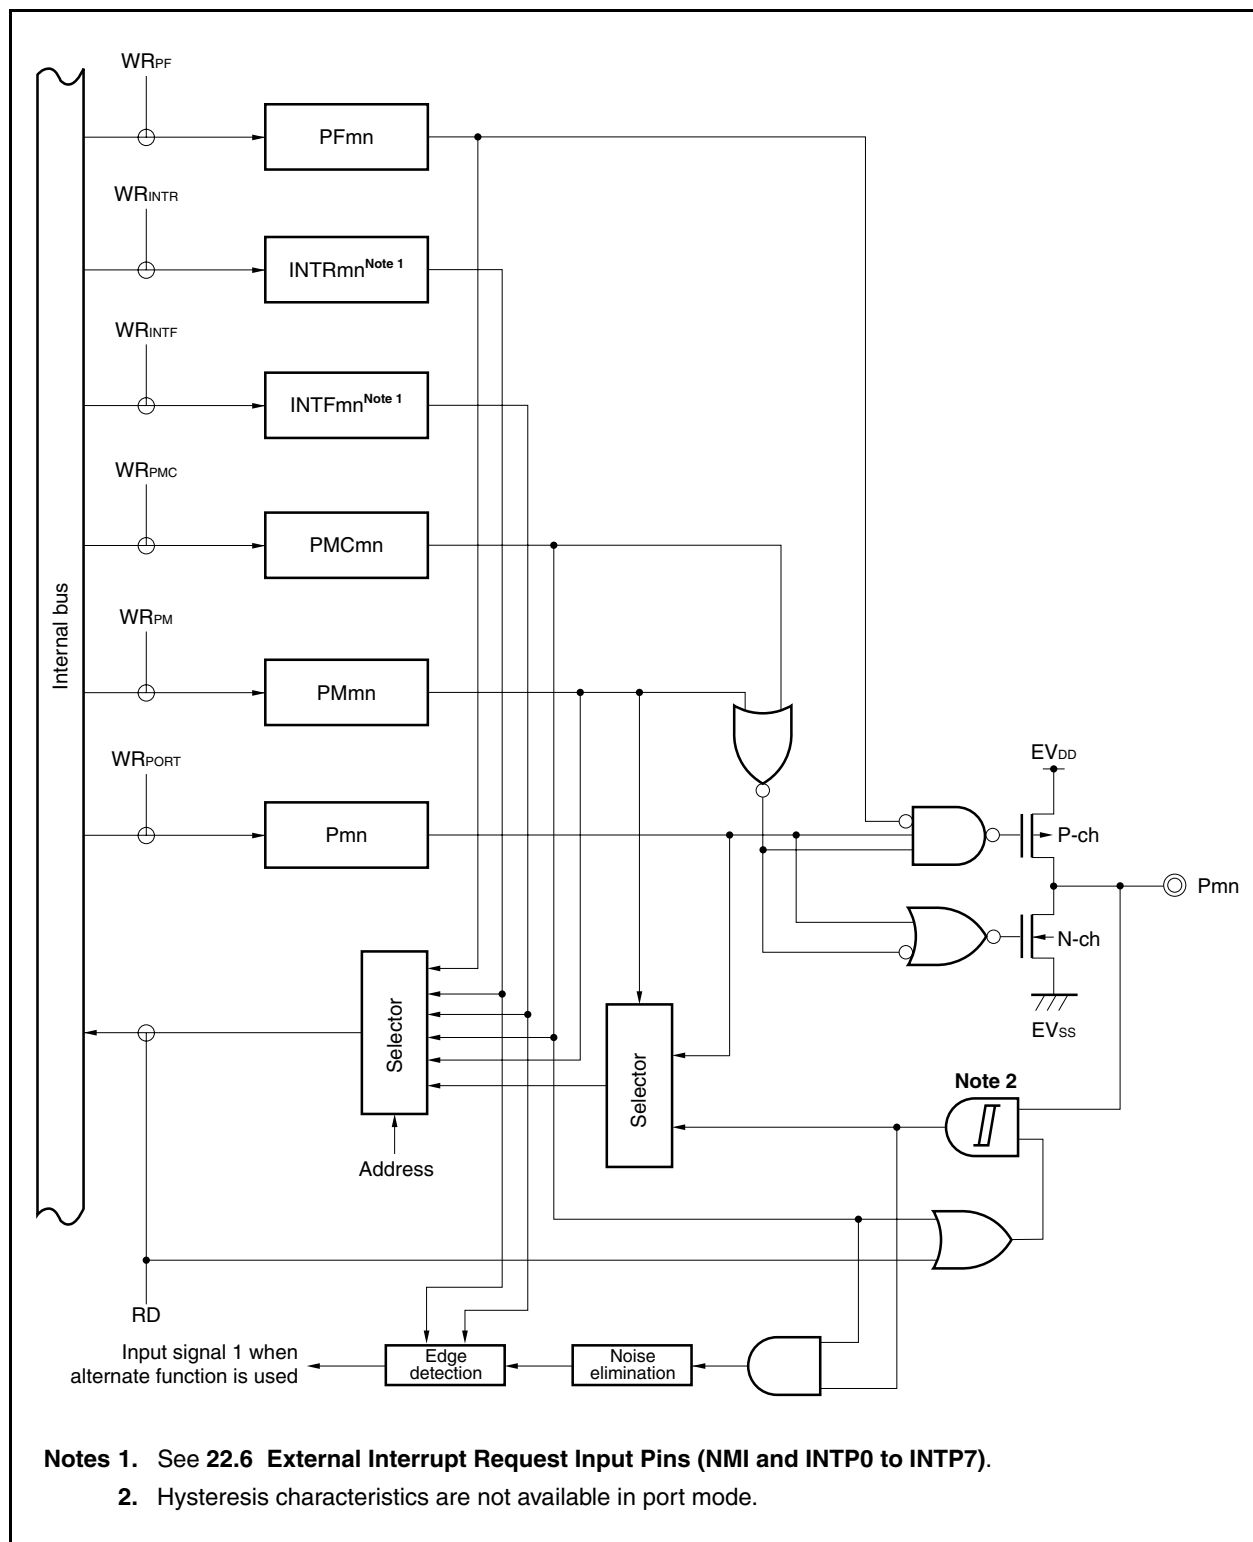 WRPF
PFmn
WRINTR
INTRmnNote 1
WRINTF
INTFmnNote 1
WRPMC
PMCmn
Internal bus
WRPM
PMmn
WRPORT
Pmn
EVDD
P-ch
Pmn
N-ch
EVSS
Selector
Selector
Note 2
Address
RD
Input signal 1 when
alternate function is used
Edge
detection
Noise
elimination
Notes 1. See 22.6 External Interrupt Request Input Pins (NMI and INTP0 to INTP7).
2. Hysteresis characteristics are not available in port mode.